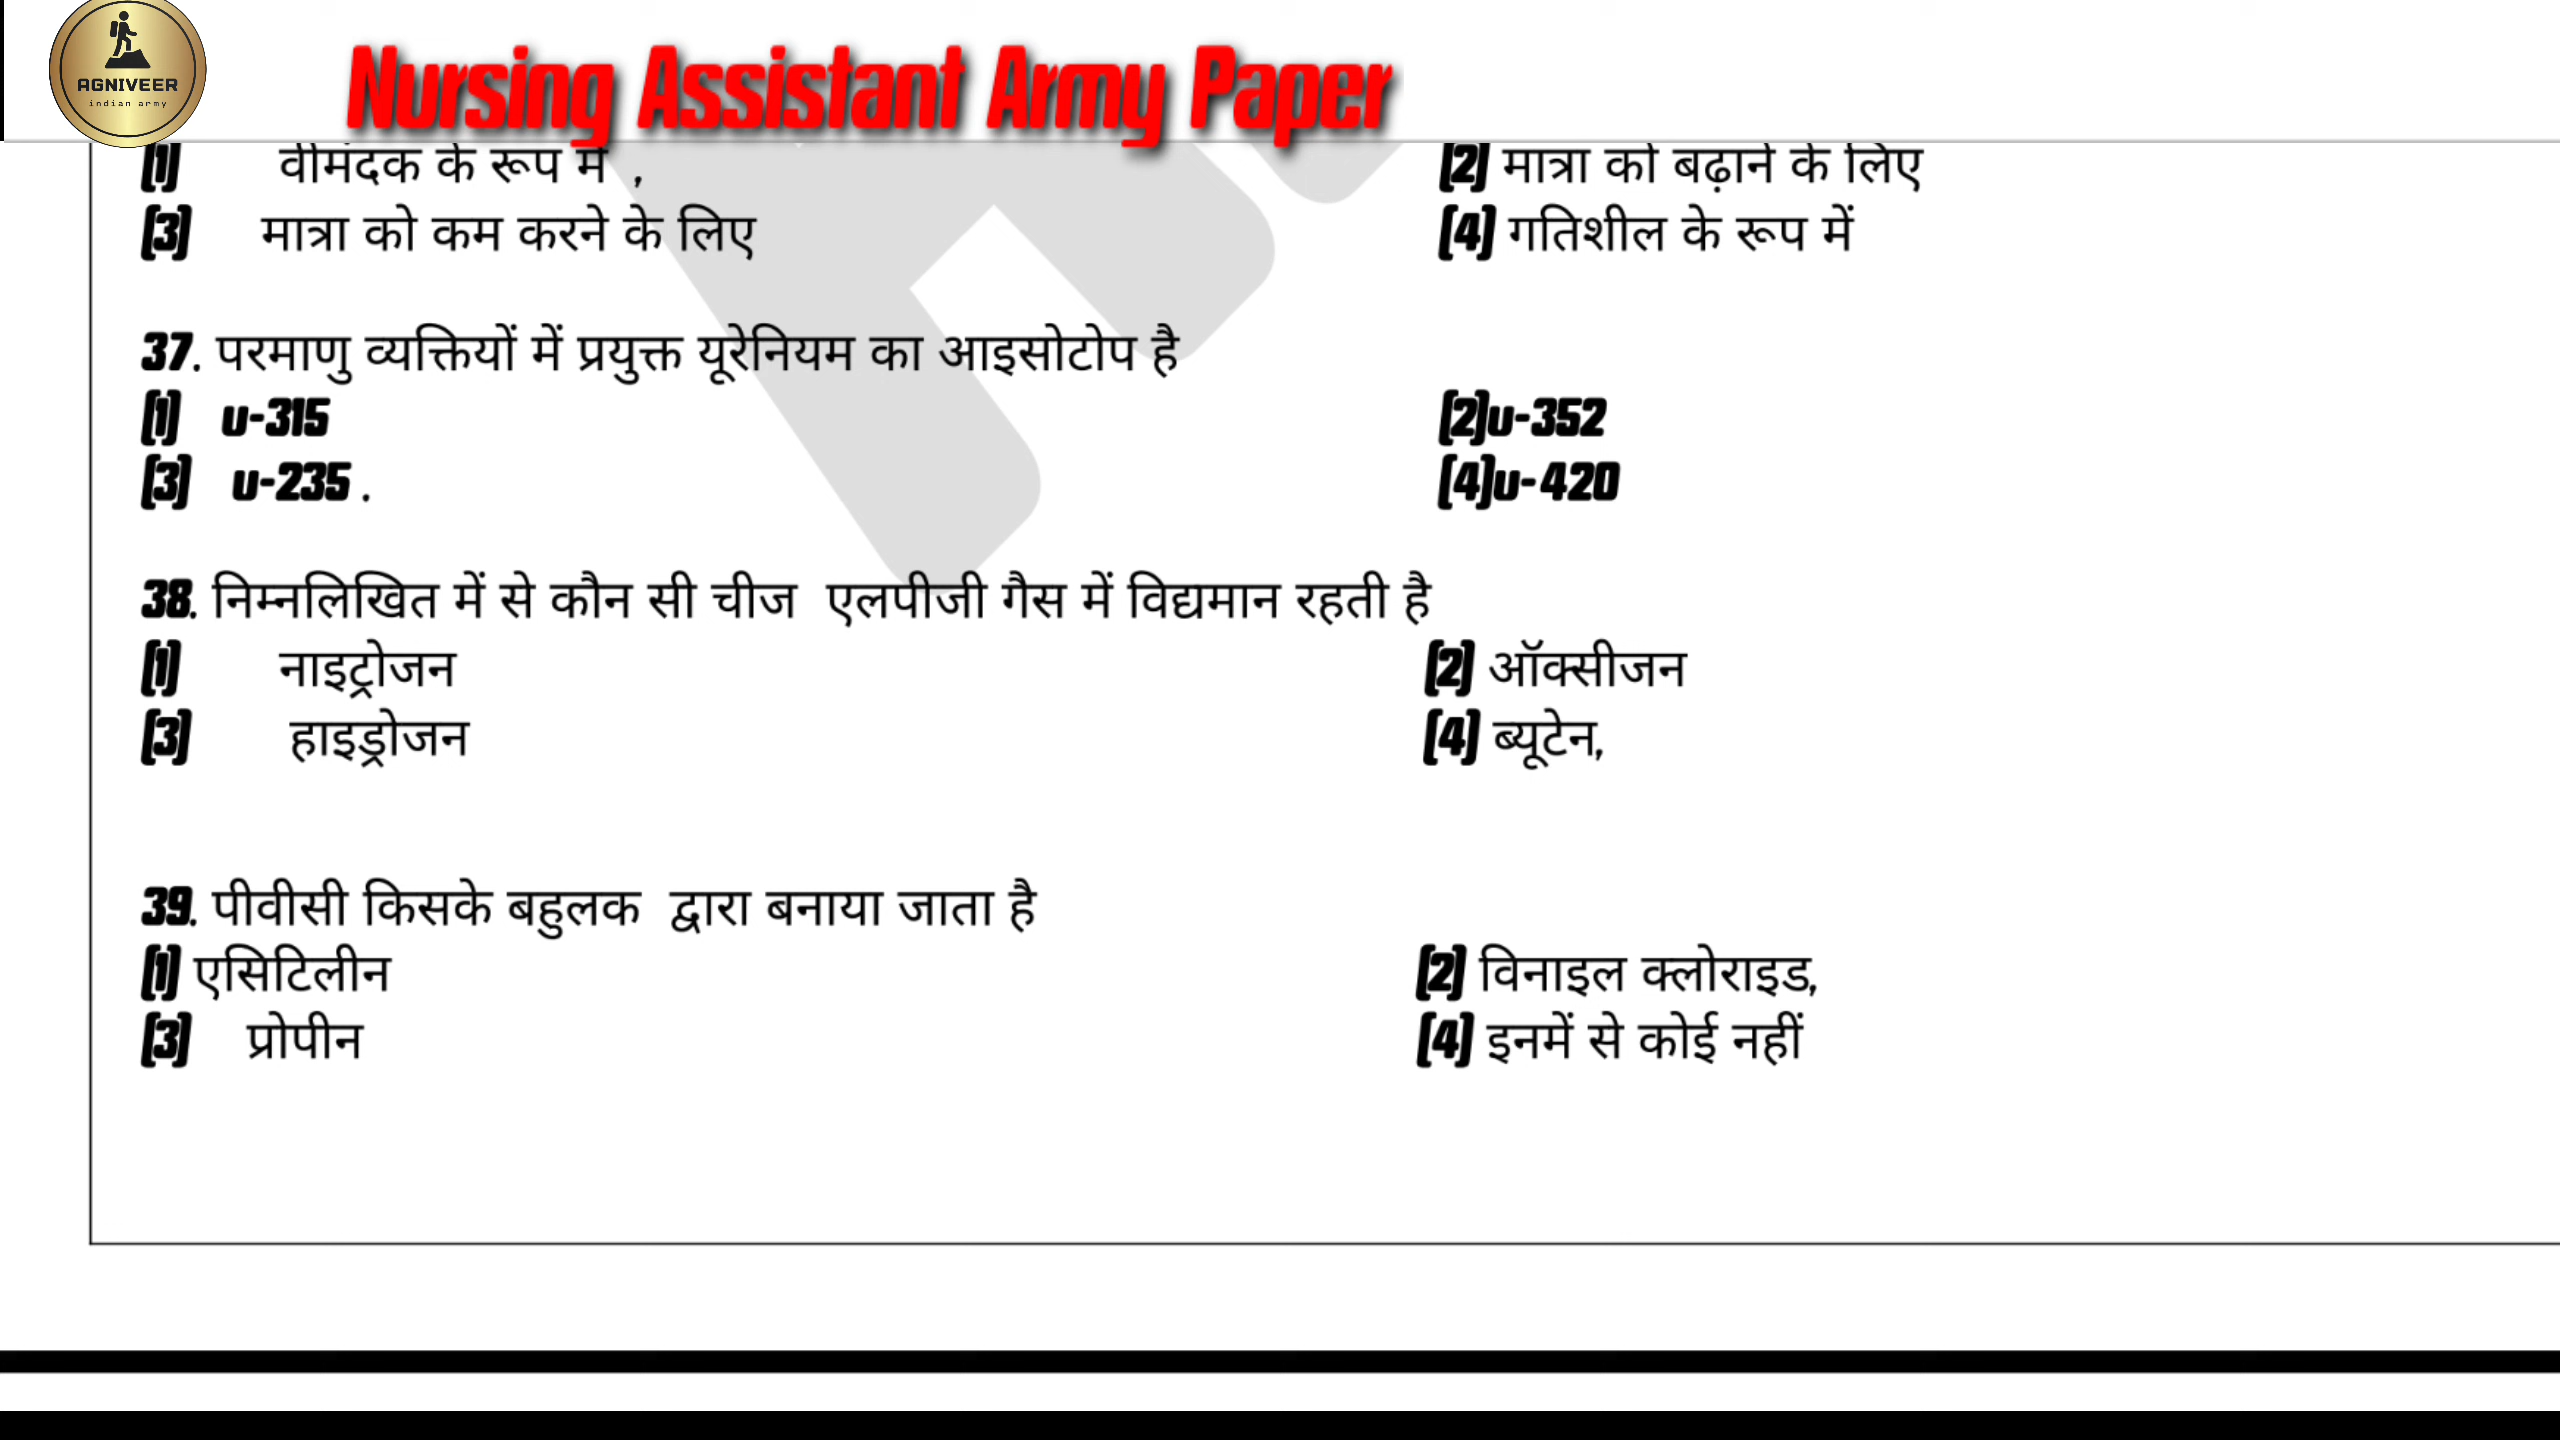 AGNIVEER
indian army
Nursing Assistant Army Paper
(1) वीमंदक के रूप में , (2) मात्रा को बढ़ाने के लिए
(3) मात्रा को कम करने के लिए (4) गतिशील के रूप में
37. परमाणु व्यक्तियों में प्रयुक्त यूरेनियम का आइसोटोप है
(1) u-315 (2)u-352
(3) u-235 . (4)u-420
38. निम्नलिखित में से कौन सी चीज एलपीजी गैस में विद्यमान रहती है
(1) नाइट्रोजन (2) ऑक्सीजन
(3) हाइड्रोजन (4) ब्यूटेन,
39. पीवीसी किसके बहुलक द्वारा बनाया जाता है
(1) एसिटिलीन (2) विनाइल क्लोराइड,
(3) प्रोपीन (4) इनमें से कोई नहीं